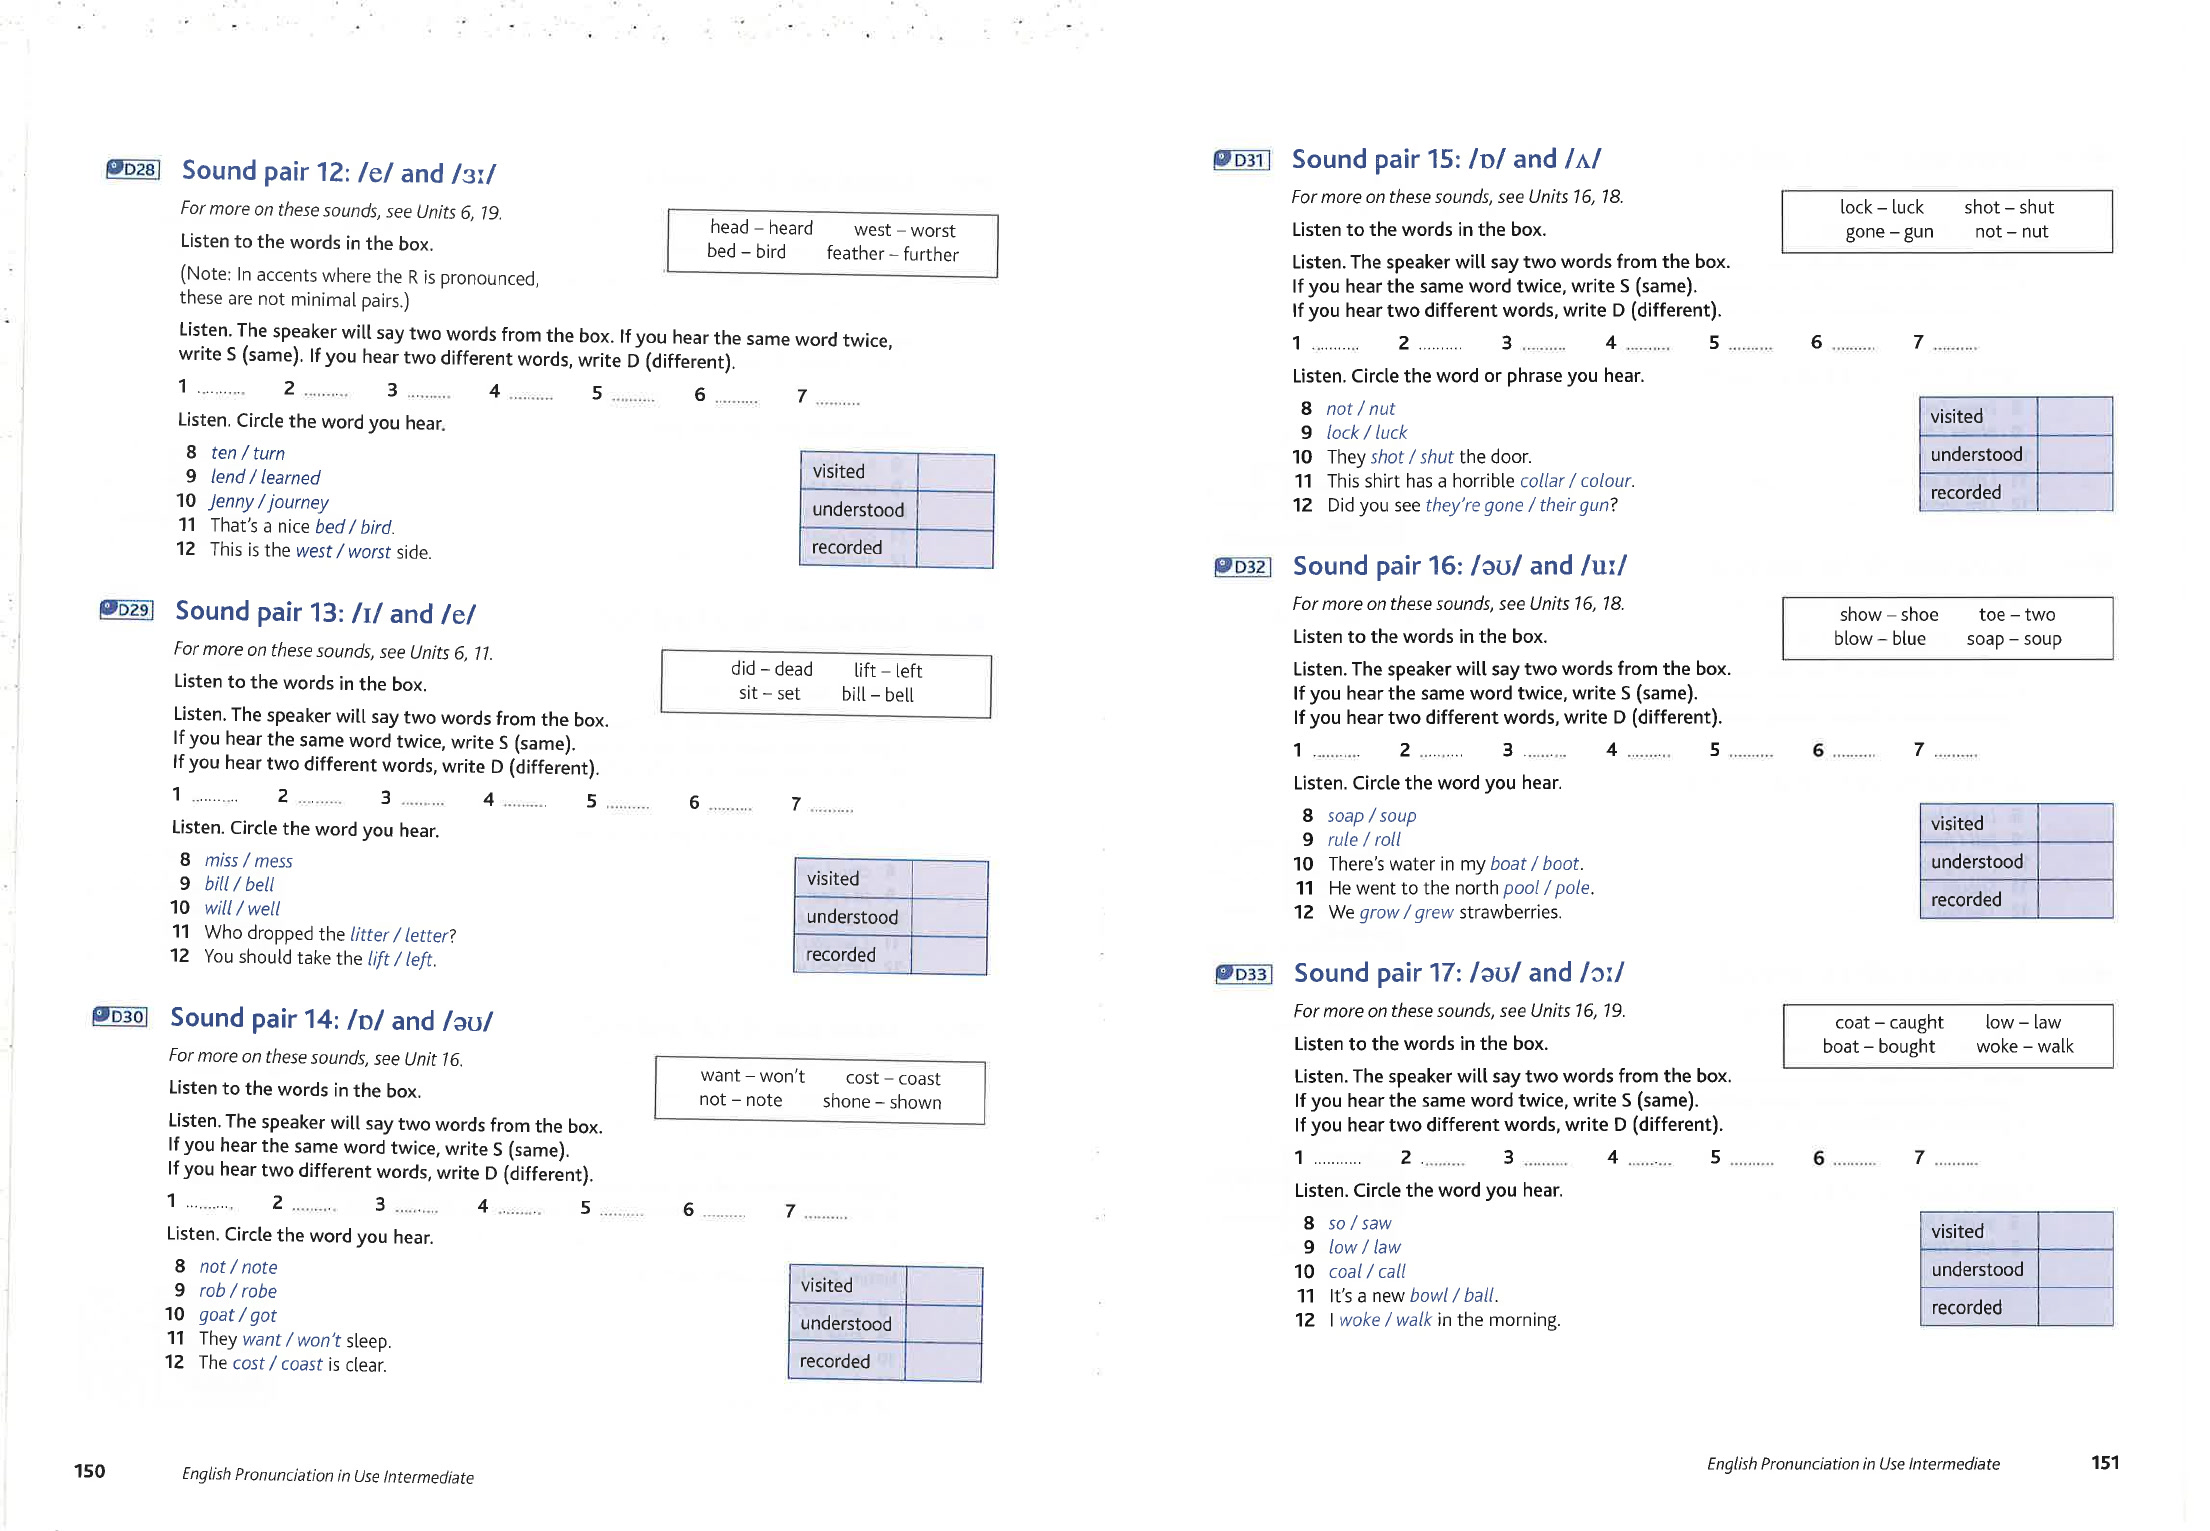 D28 Sound pair 12: /e/ and /ɜː/
For more on these sounds, see Units 6, 19.
Listen to the words in the box.
head – heard west – worst
bed – bird feather – further
(Note: In accents where the R is pronounced,
these are not minimal pairs.)
Listen. The speaker will say two words from the box. If you hear the same word twice,
write S (same). If you hear two different words, write D (different).
1 ........... 2 .......... 3 .......... 4 .......... 5 .......... 6 .......... 7 ..........
Listen. Circle the word you hear.
8 ten / turn
9 lend / learned
10 Jenny / journey
11 That's a nice bed / bird.
12 This is the west / worst side.
visited
understood
recorded
D29 Sound pair 13: /ɪ/ and /e/
For more on these sounds, see Units 6, 11.
Listen to the words in the box.
did – dead lift – left
sit – set bill – bell
Listen. The speaker will say two words from the box.
If you hear the same word twice, write S (same).
If you hear two different words, write D (different).
1 ........... 2 .......... 3 .......... 4 .......... 5 .......... 6 .......... 7 ..........
Listen. Circle the word you hear.
8 miss / mess
9 bill / bell
10 will / well
11 Who dropped the litter / letter?
12 You should take the lift / left.
visited
understood
recorded
D30 Sound pair 14: /ɒ/ and /əʊ/
For more on these sounds, see Unit 16.
Listen to the words in the box.
want – won't cost – coast
not – note shone – shown
Listen. The speaker will say two words from the box.
If you hear the same word twice, write S (same).
If you hear two different words, write D (different).
1 ........... 2 .......... 3 .......... 4 .......... 5 .......... 6 .......... 7 ..........
Listen. Circle the word you hear.
8 not / note
9 rob / robe
10 goat / got
11 They want / won't sleep.
12 The cost / coast is clear.
visited
understood
recorded
150 English Pronunciation in Use Intermediate
D31 Sound pair 15: /ɒ/ and /ʌ/
For more on these sounds, see Units 16, 18.
Listen to the words in the box.
lock – luck shot – shut
gone – gun not – nut
Listen. The speaker will say two words from the box.
If you hear the same word twice, write S (same).
If you hear two different words, write D (different).
1 ........... 2 .......... 3 .......... 4 .......... 5 .......... 6 .......... 7 ..........
Listen. Circle the word or phrase you hear.
8 not / nut
9 lock / luck
10 They shot / shut the door.
11 This shirt has a horrible collar / colour.
12 Did you see they're gone / their gun?
visited
understood
recorded
D32 Sound pair 16: /əʊ/ and /uː/
For more on these sounds, see Units 16, 18.
Listen to the words in the box.
show – shoe toe – two
blow – blue soap – soup
Listen. The speaker will say two words from the box.
If you hear the same word twice, write S (same).
If you hear two different words, write D (different).
1 ........... 2 .......... 3 .......... 4 .......... 5 .......... 6 .......... 7 ..........
Listen. Circle the word you hear.
8 soap / soup
9 rule / roll
10 There's water in my boat / boot.
11 He went to the north pool / pole.
12 We grow / grew strawberries.
visited
understood
recorded
D33 Sound pair 17: /əʊ/ and /ɔː/
For more on these sounds, see Units 16, 19.
Listen to the words in the box.
coat – caught low – law
boat – bought woke – walk
Listen. The speaker will say two words from the box.
If you hear the same word twice, write S (same).
If you hear two different words, write D (different).
1 ........... 2 .......... 3 .......... 4 .......... 5 .......... 6 .......... 7 ..........
Listen. Circle the word you hear.
8 so / saw
9 low / law
10 coal / call
11 It's a new bowl / ball.
12 I woke / walk in the morning.
visited
understood
recorded
English Pronunciation in Use Intermediate 151